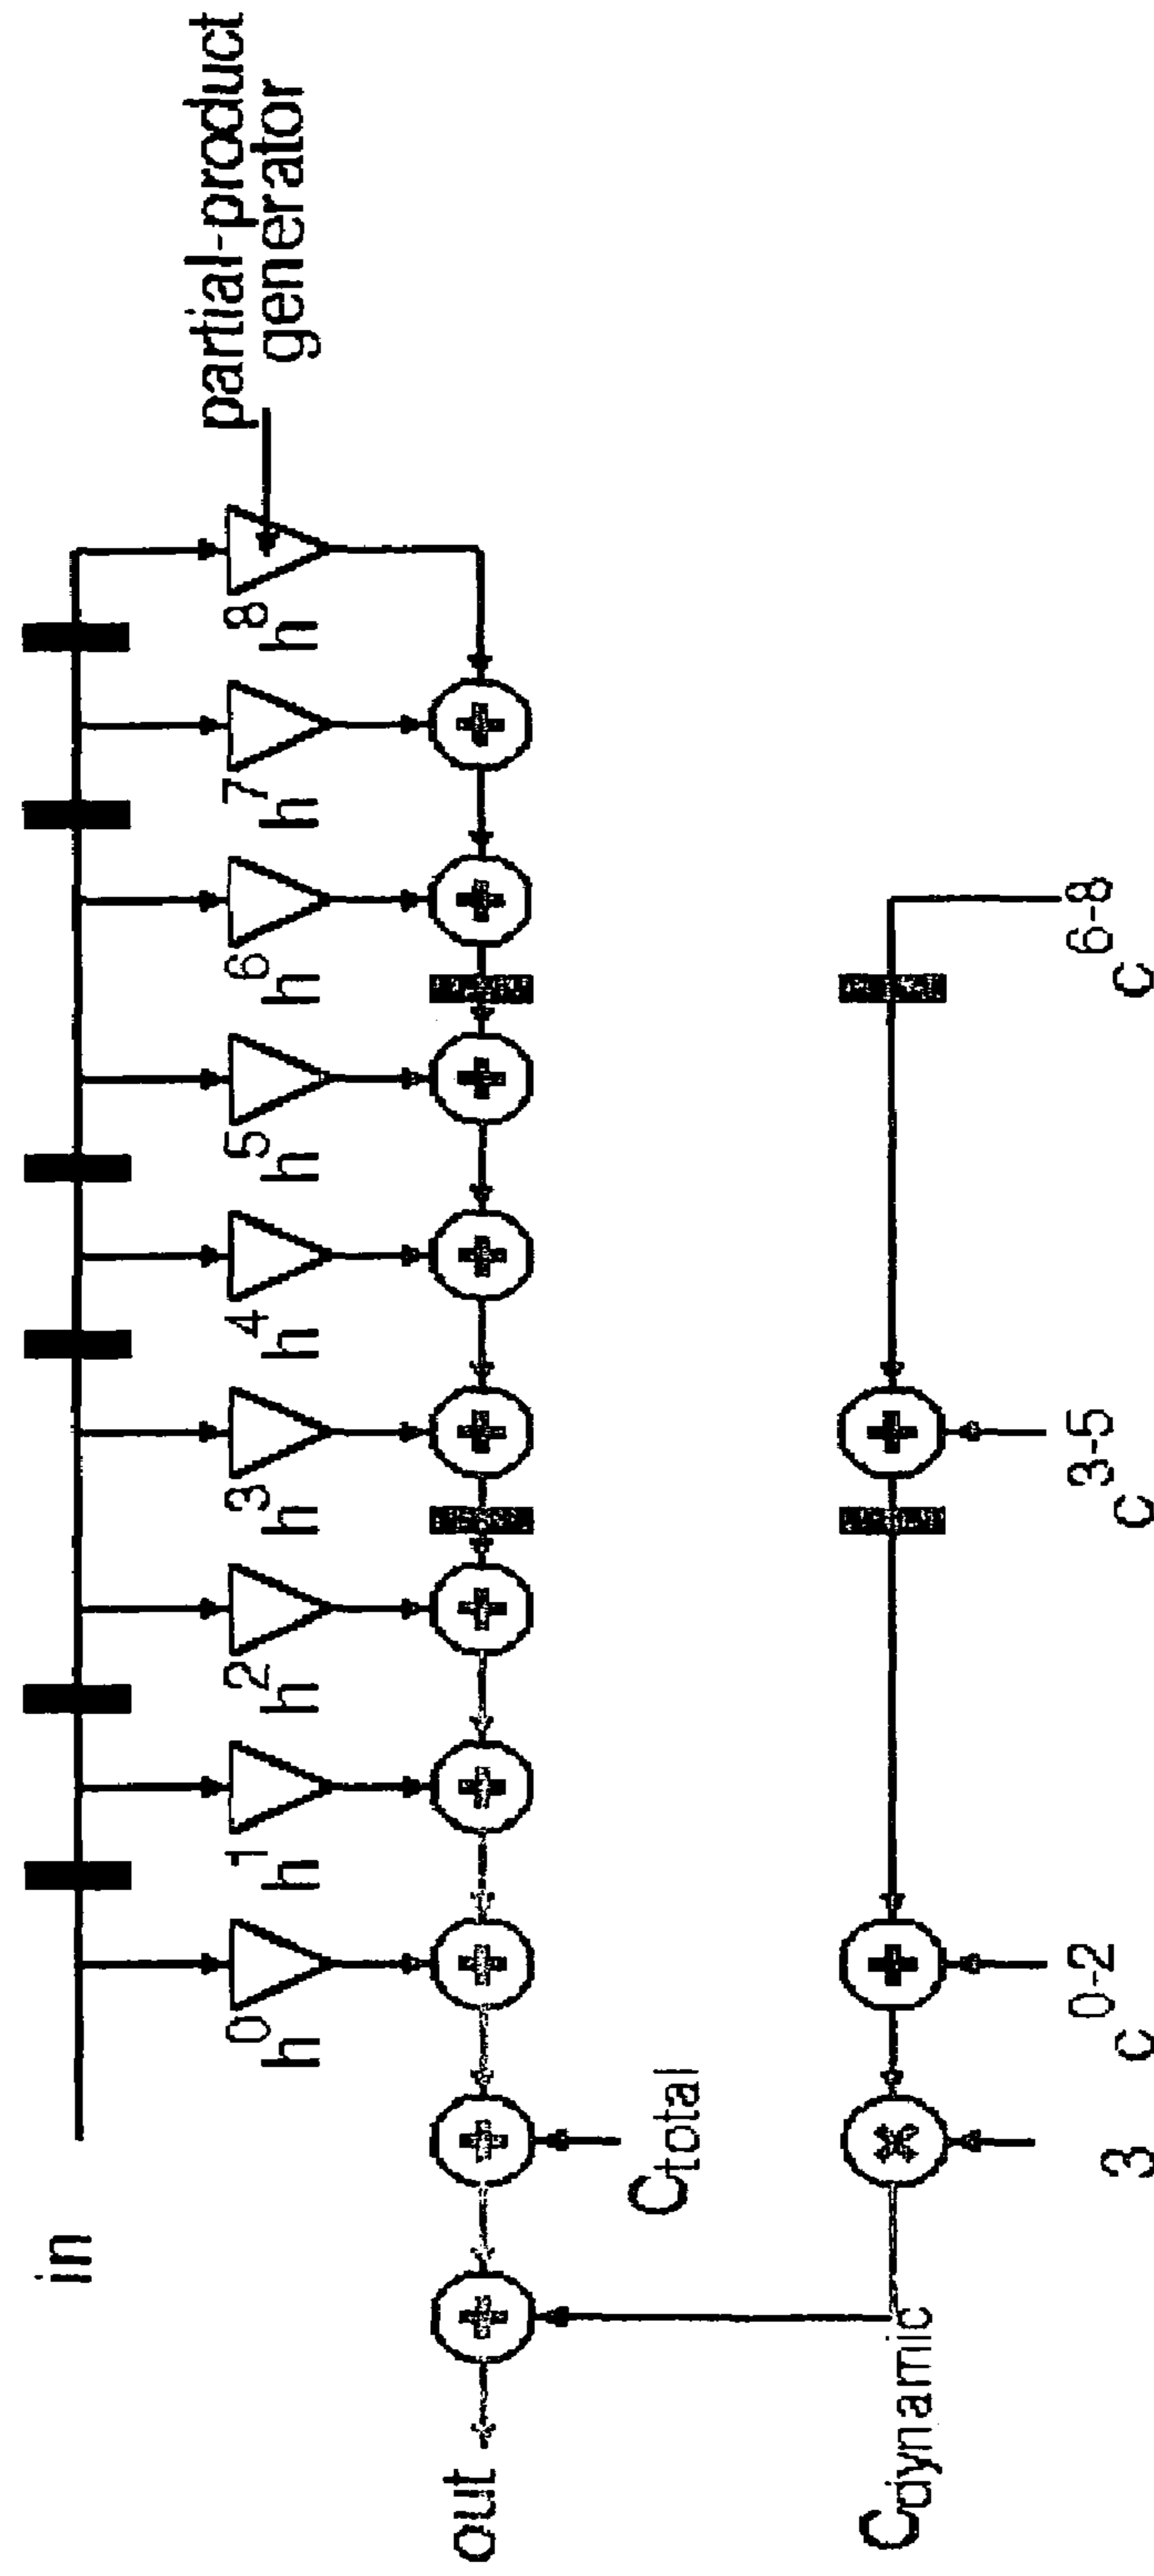 in
h0
h1
h2
h3
h4
h5
h6
h7
h8
partial-product
generator
out
Ctotal
Cdynamic
3
c0-2
c3-5
c6-8